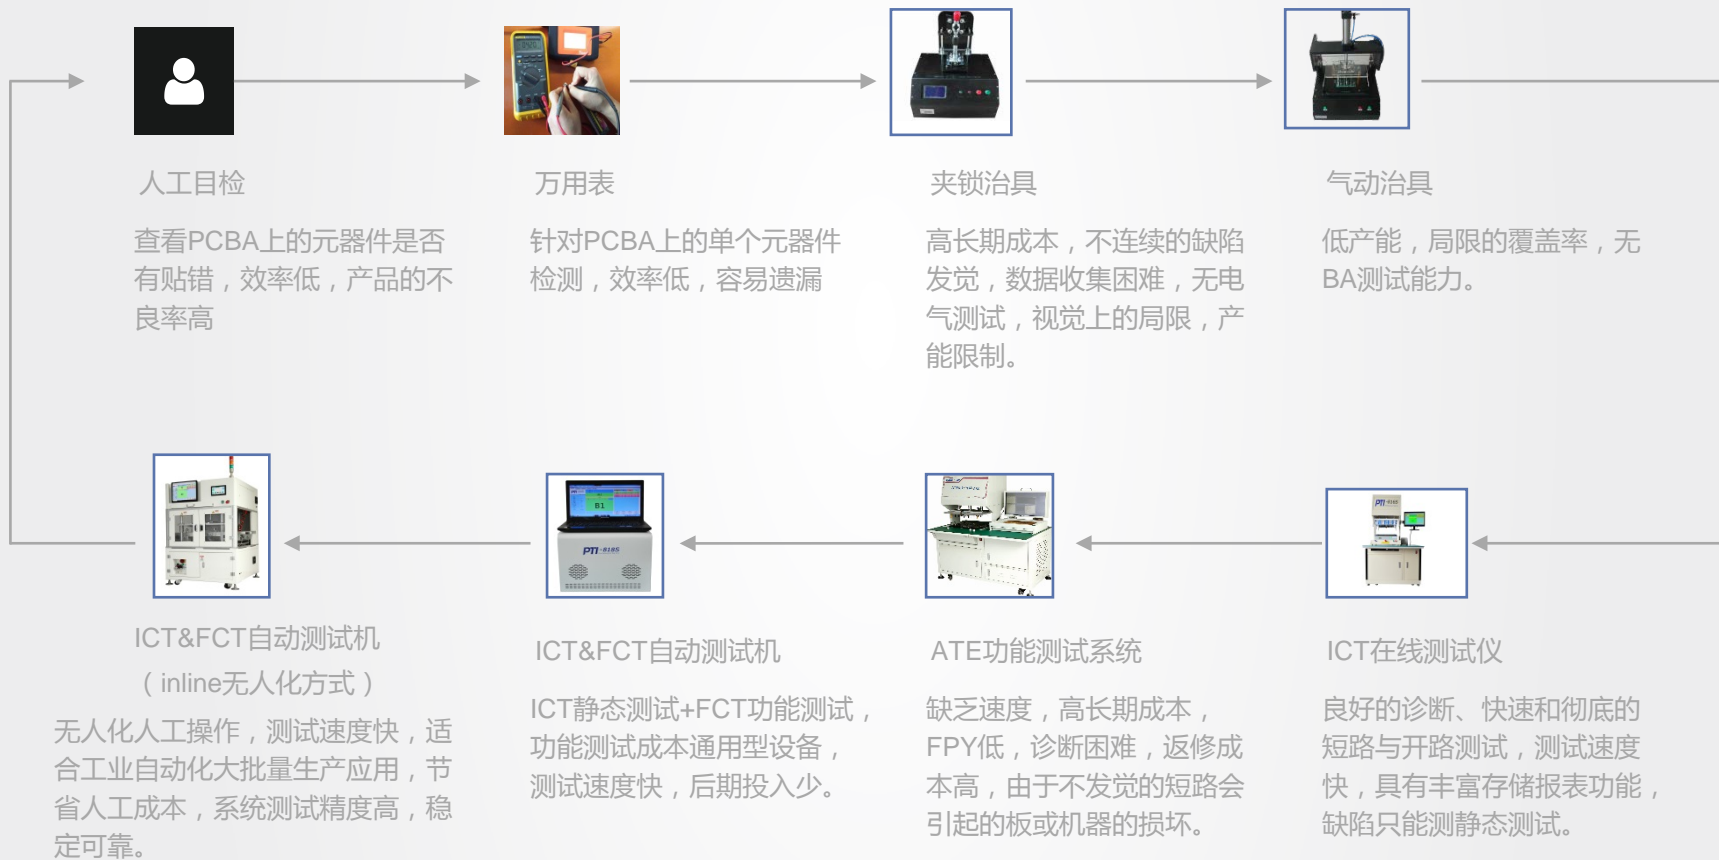 人工目检
查看PCBA上的元器件是否
有贴错，效率低，产品的不
良率高
万用表
针对PCBA上的单个元器件
检测，效率低，容易遗漏
夹锁治具
高长期成本，不连续的缺陷
发觉，数据收集困难，无电
气测试，视觉上的局限，产
能限制。
气动治具
低产能，局限的覆盖率，无
BA测试能力。
ICT&FCT自动测试机
（inline无人化方式）
无人化人工操作，测试速度快，适
合工业自动化大批量生产应用，节
省人工成本，系统测试精度高，稳
定可靠。
B1
PTI-818S
ICT&FCT自动测试机
ICT静态测试+FCT功能测试，
功能测试成本通用型设备，
测试速度快，后期投入少。
ATE功能测试系统
缺乏速度，高长期成本，
FPY低，诊断困难，返修成
本高，由于不发觉的短路会
引起的板或机器的损坏。
PTI-818S
ICT在线测试仪
良好的诊断、快速和彻底的
短路与开路测试，测试速度
快，具有丰富存储报表功能，
缺陷只能测静态测试。